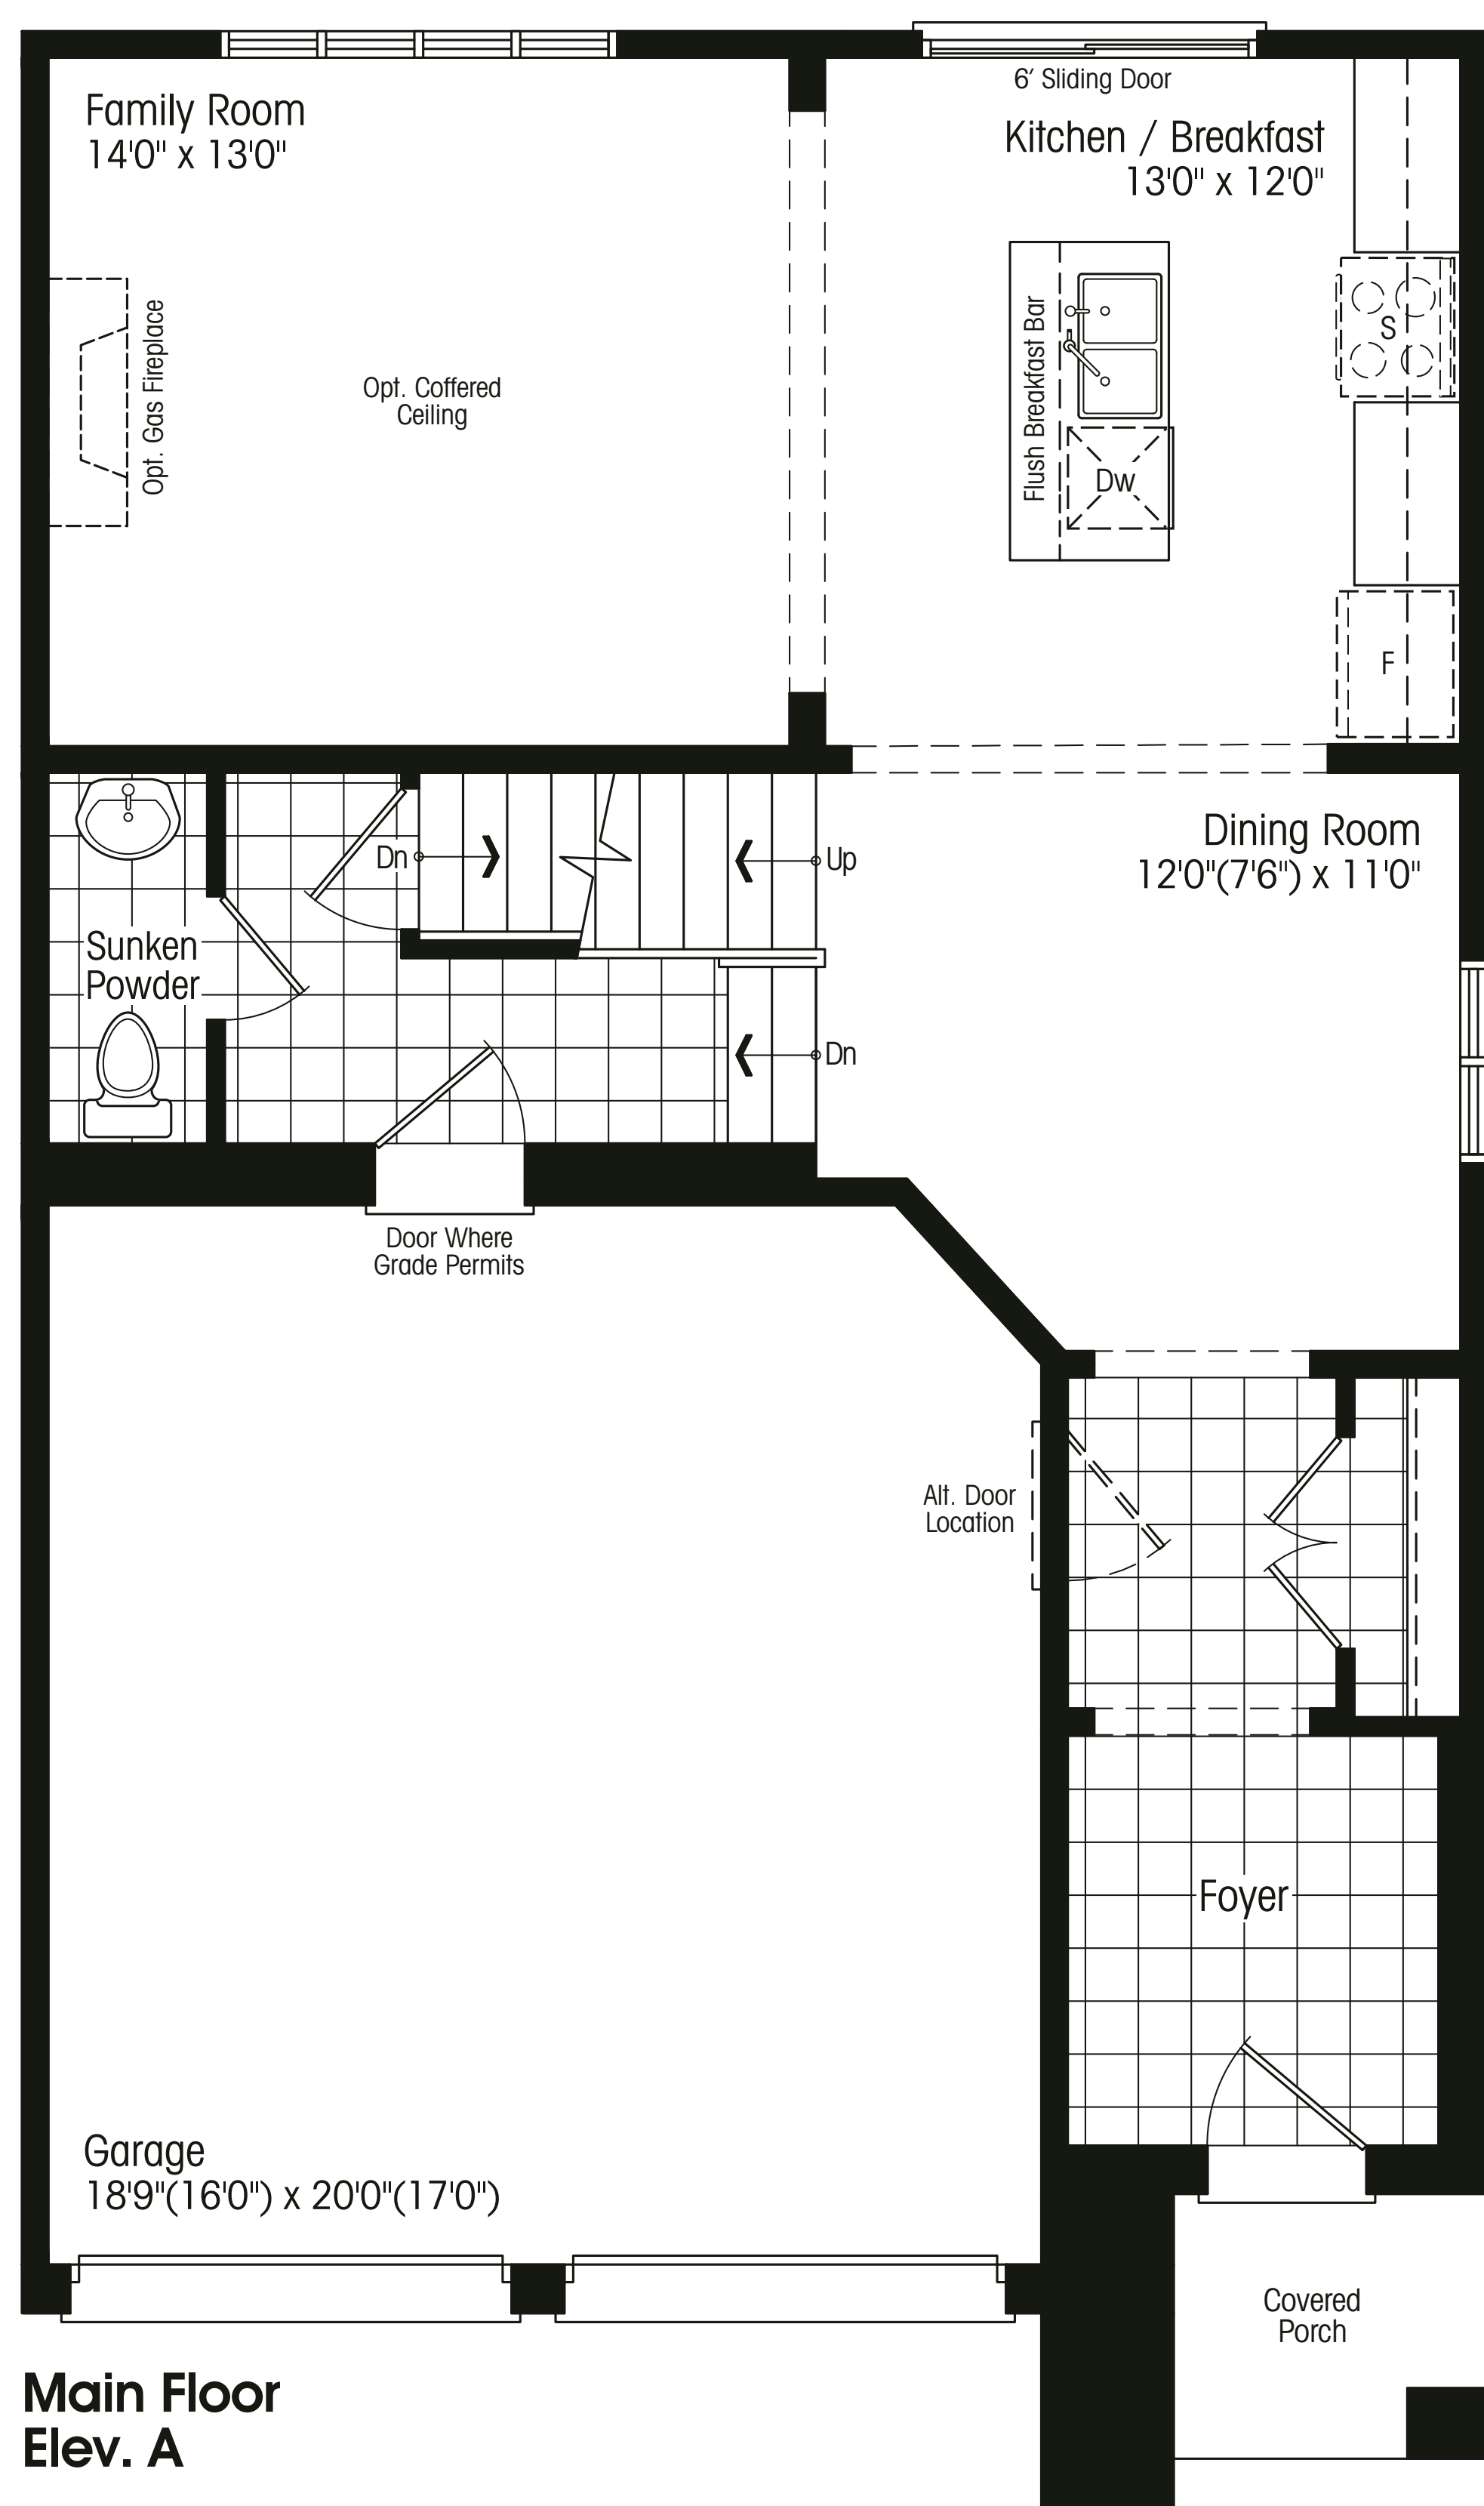 6' Sliding Door
Family Room
14'0" x 13'0"
Kitchen / Breakfast
13'0" x 12'0"
Opt. Gas Fireplace
Opt. Coffered
Ceiling
Flush Breakfast Bar
S
Dw
F
Dining Room
12'0"(7'6") x 11'0"
Dn
Up
Sunken
Powder
Dn
Door Where
Grade Permits
Alt. Door
Location
Foyer
Garage
18'9"(16'0") x 20'0"(17'0")
Covered
Porch
Main Floor
Elev. A